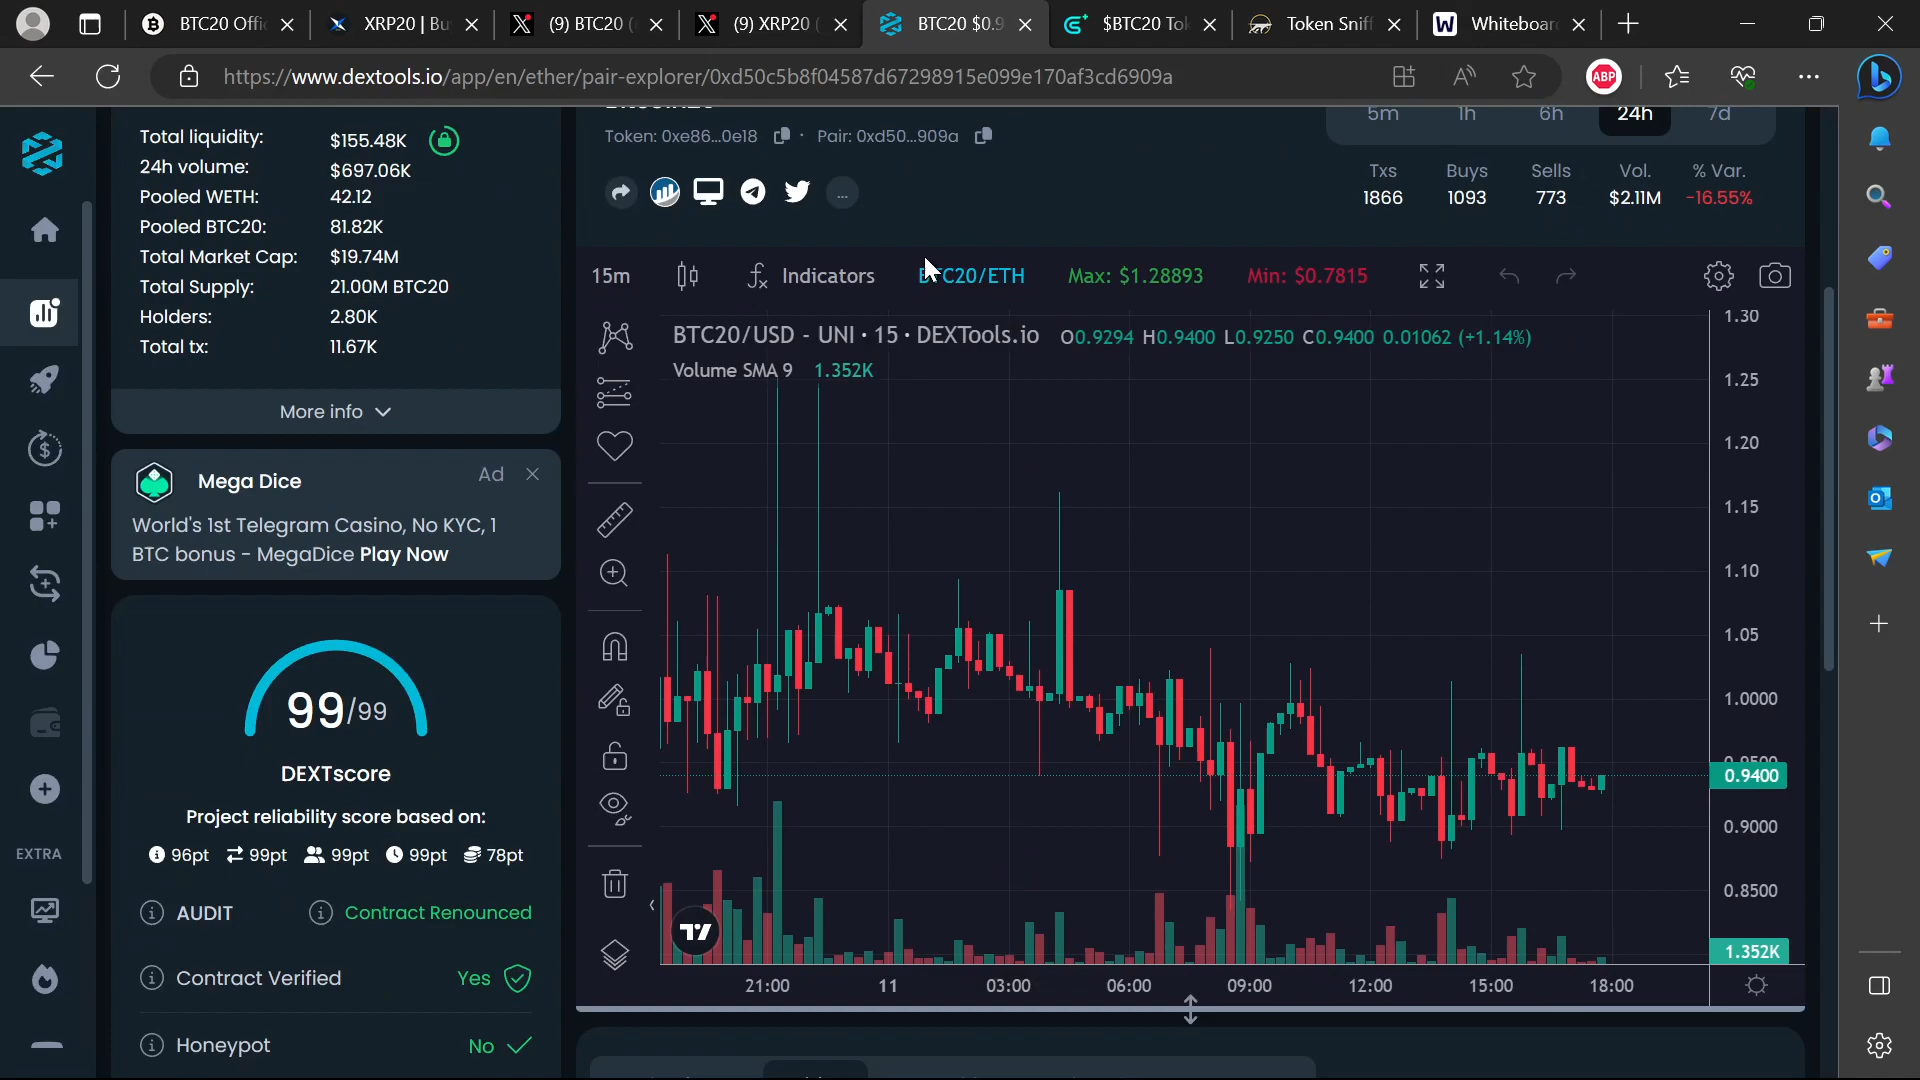 BTC20 Offi
XRP20 | Bu
(9) BTC20 (
(9) XRP20 (
BTC20 $0.9
$BTC20 Tok
Token Sniff
Whiteboar
https://www.dextools.io/app/en/ether/pair-explorer/0xd50c5b8f04587d67298915e099e170af3cd6909a
ABP
Total liquidity: $155.48K
24h volume: $697.06K
Pooled WETH: 42.12
Pooled BTC20: 81.82K
Total Market Cap: $19.74M
Total Supply: 21.00M BTC20
Holders: 2.80K
Total tx: 11.67K
More info
Mega Dice
Ad
World's 1st Telegram Casino, No KYC, 1
BTC bonus - MegaDice Play Now
99/99
DEXTscore
Project reliability score based on:
96pt 99pt 99pt 99pt 78pt
AUDIT
Contract Renounced
Contract Verified
Yes
Honeypot
No
EXTRA
Token: 0xe86...0e18 · Pair: 0xd50...909a
5m 1h 6h 24h 7d
Txs Buys Sells Vol. % Var.
1866 1093 773 $2.11M -16.55%
...
15m
Indicators
BTC20/ETH
Max: $1.28893
Min: $0.7815
BTC20/USD - UNI · 15 · DEXTools.io O0.9294 H0.9400 L0.9250 C0.9400 0.01062 (+1.14%)
Volume SMA 9 1.352K
1.30
1.25
1.20
1.15
1.10
1.05
1.0000
0.9500
0.9400
0.9000
0.8500
1.352K
21:00 11 03:00 06:00 09:00 12:00 15:00 18:00